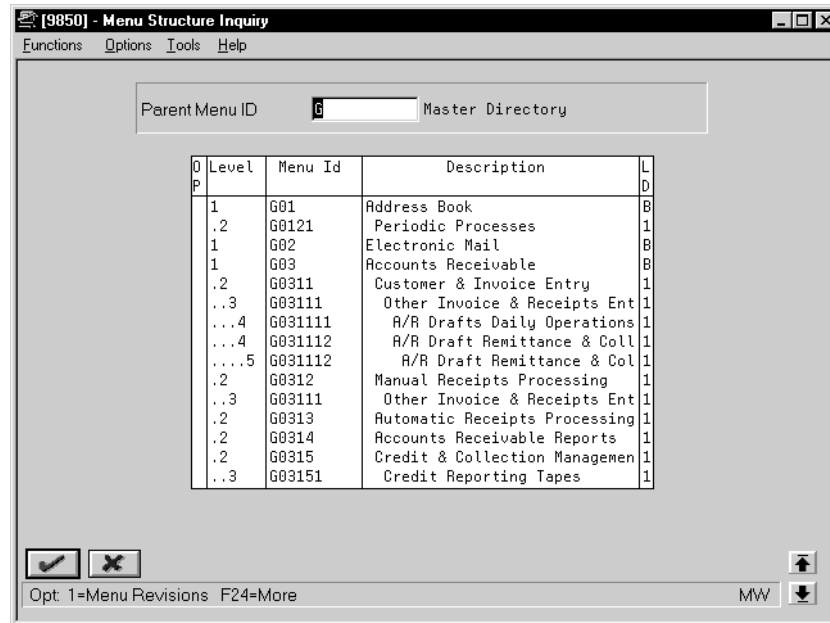 [9850] - Menu Structure Inquiry
Functions Options Tools Help
Parent Menu ID G Master Directory
OP Level Menu Id Description LD
1 G01 Address Book B
.2 G0121 Periodic Processes 1
1 G02 Electronic Mail B
1 G03 Accounts Receivable B
.2 G0311 Customer & Invoice Entry 1
..3 G03111 Other Invoice & Receipts Ent 1
...4 G031111 A/R Drafts Daily Operations 1
...4 G031112 A/R Draft Remittance & Coll 1
....5 G031112 A/R Draft Remittance & Col 1
.2 G0312 Manual Receipts Processing 1
..3 G03111 Other Invoice & Receipts Ent 1
.2 G0313 Automatic Receipts Processing 1
.2 G0314 Accounts Receivable Reports 1
.2 G0315 Credit & Collection Managemen 1
..3 G03151 Credit Reporting Tapes 1
Opt: 1=Menu Revisions F24=More MW